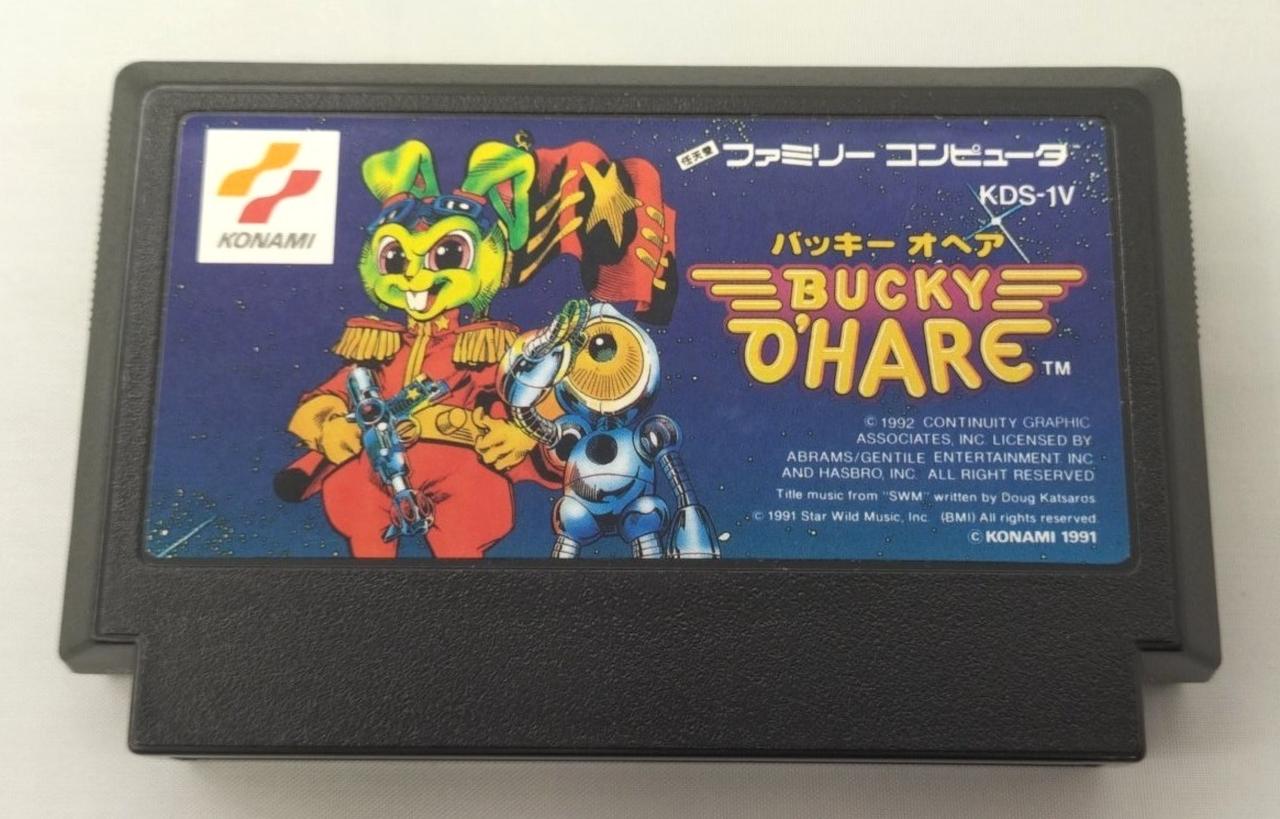 KONAMI
任天堂 ファミリー コンピュータ
KDS-1V
バッキー オヘア
BUCKY
O'HARE TM
© 1992 CONTINUITY GRAPHIC
ASSOCIATES, INC. LICENSED BY
ABRAMS/GENTILE ENTERTAINMENT INC.
AND HASBRO, INC. ALL RIGHT RESERVED
Title music from "SWM" written by Doug Katsaros
© 1991 Star Wild Music, Inc. (BMI) All rights reserved.
© KONAMI 1991